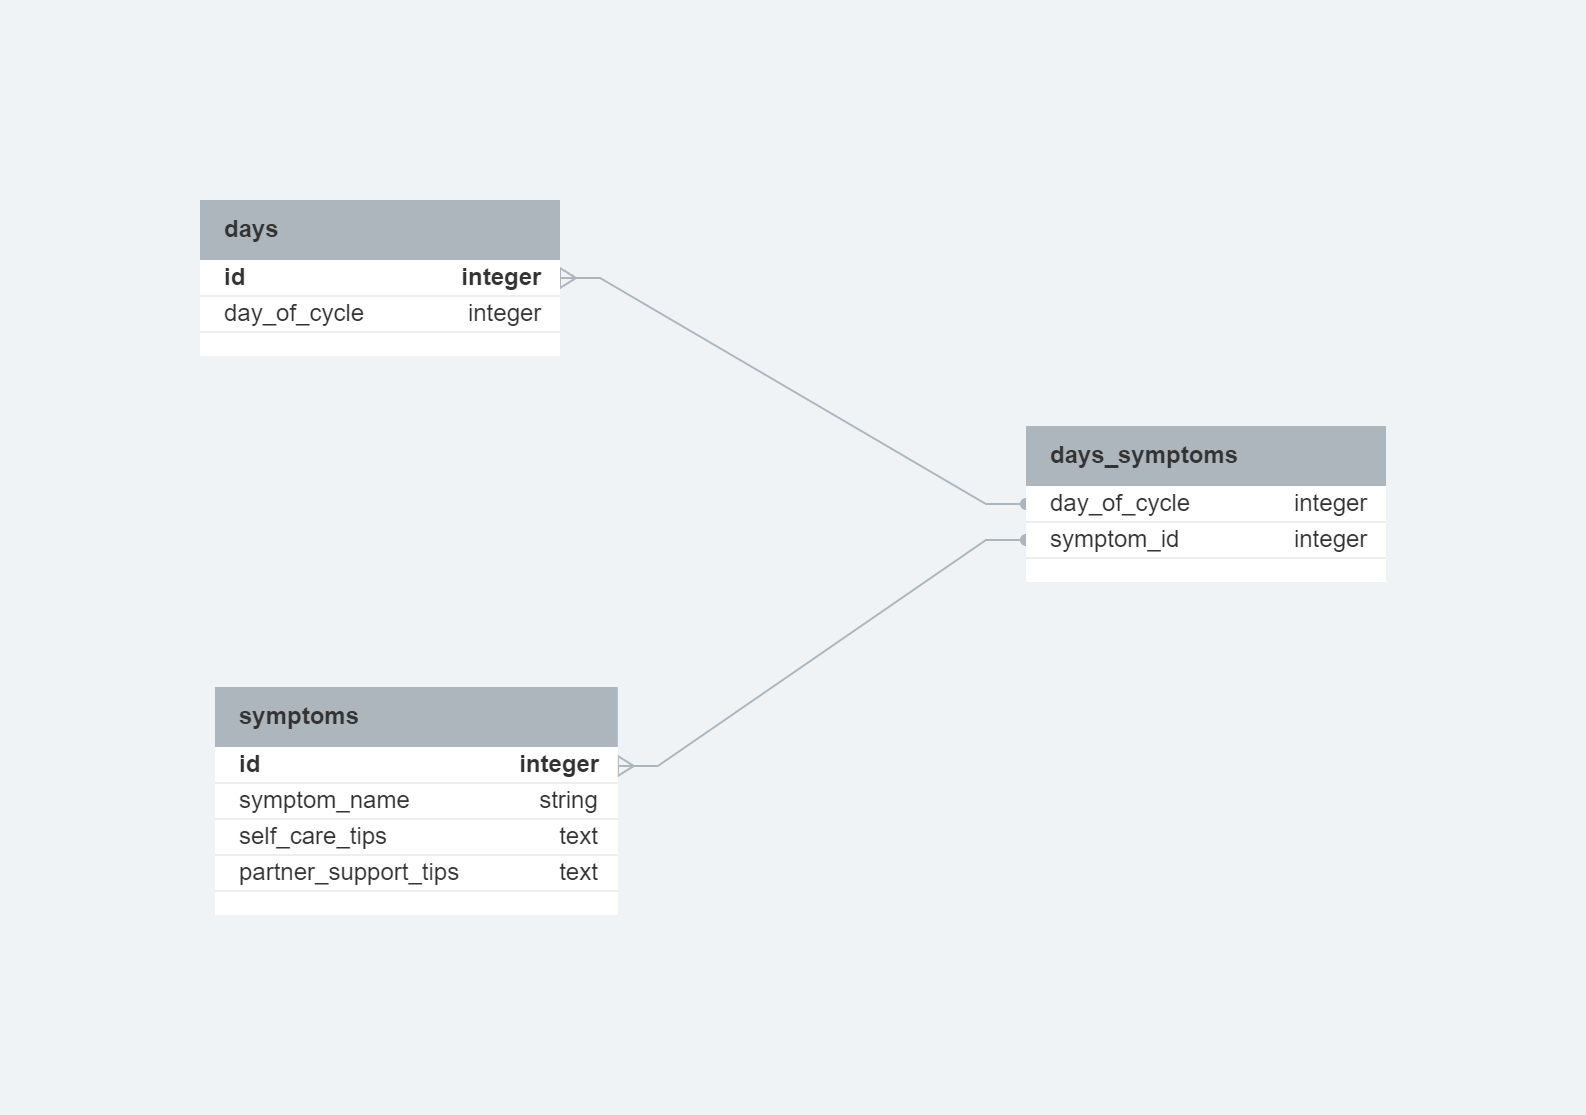 days
id integer
day_of_cycle integer
days_symptoms
day_of_cycle integer
symptom_id integer
symptoms
id integer
symptom_name string
self_care_tips text
partner_support_tips text